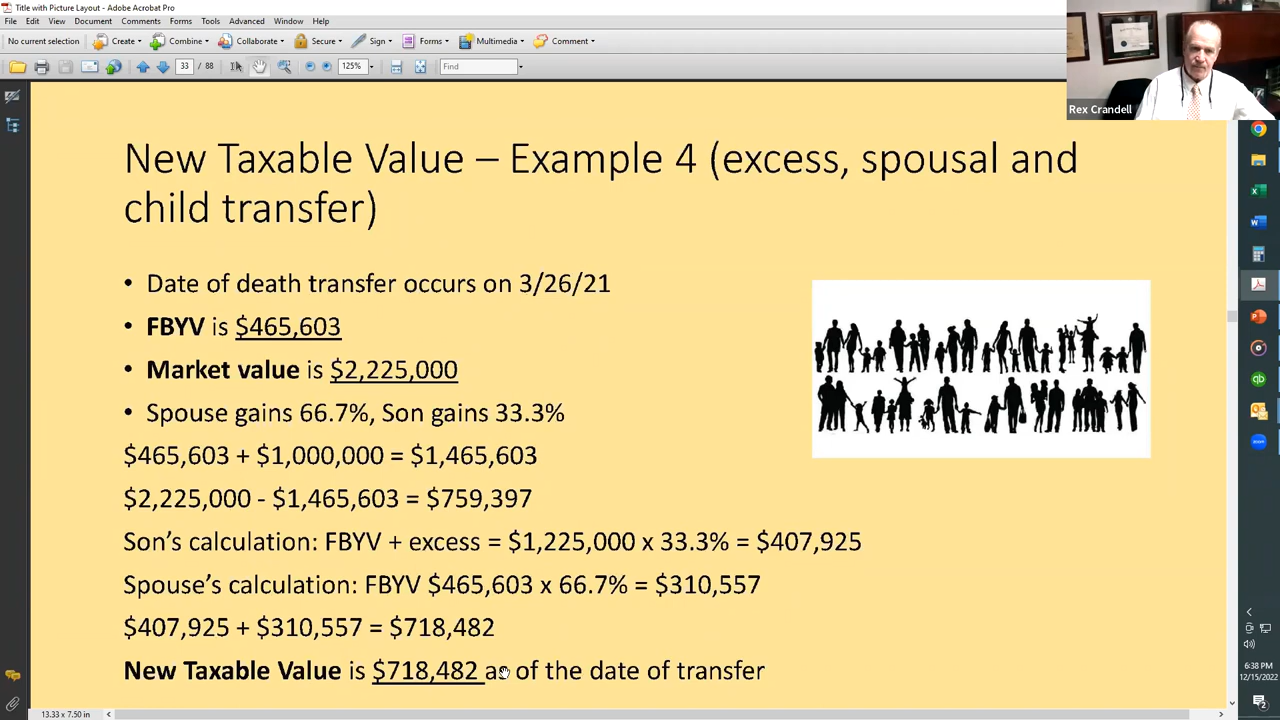 Title with Picture Layout - Adobe Acrobat Pro
File Edit View Document Comments Forms Tools Advanced Window Help
No current selection Create Combine Collaborate Secure Sign Forms Multimedia Comment
33 / 88 125% Find
Rex Crandell
New Taxable Value – Example 4 (excess, spousal and
child transfer)
• Date of death transfer occurs on 3/26/21
• FBYV is $465,603
• Market value is $2,225,000
• Spouse gains 66.7%, Son gains 33.3%
$465,603 + $1,000,000 = $1,465,603
$2,225,000 - $1,465,603 = $759,397
Son's calculation: FBYV + excess = $1,225,000 x 33.3% = $407,925
Spouse's calculation: FBYV $465,603 x 66.7% = $310,557
$407,925 + $310,557 = $718,482
New Taxable Value is $718,482 as of the date of transfer
6:38 PM
12/15/2022
13.33 x 7.50 in